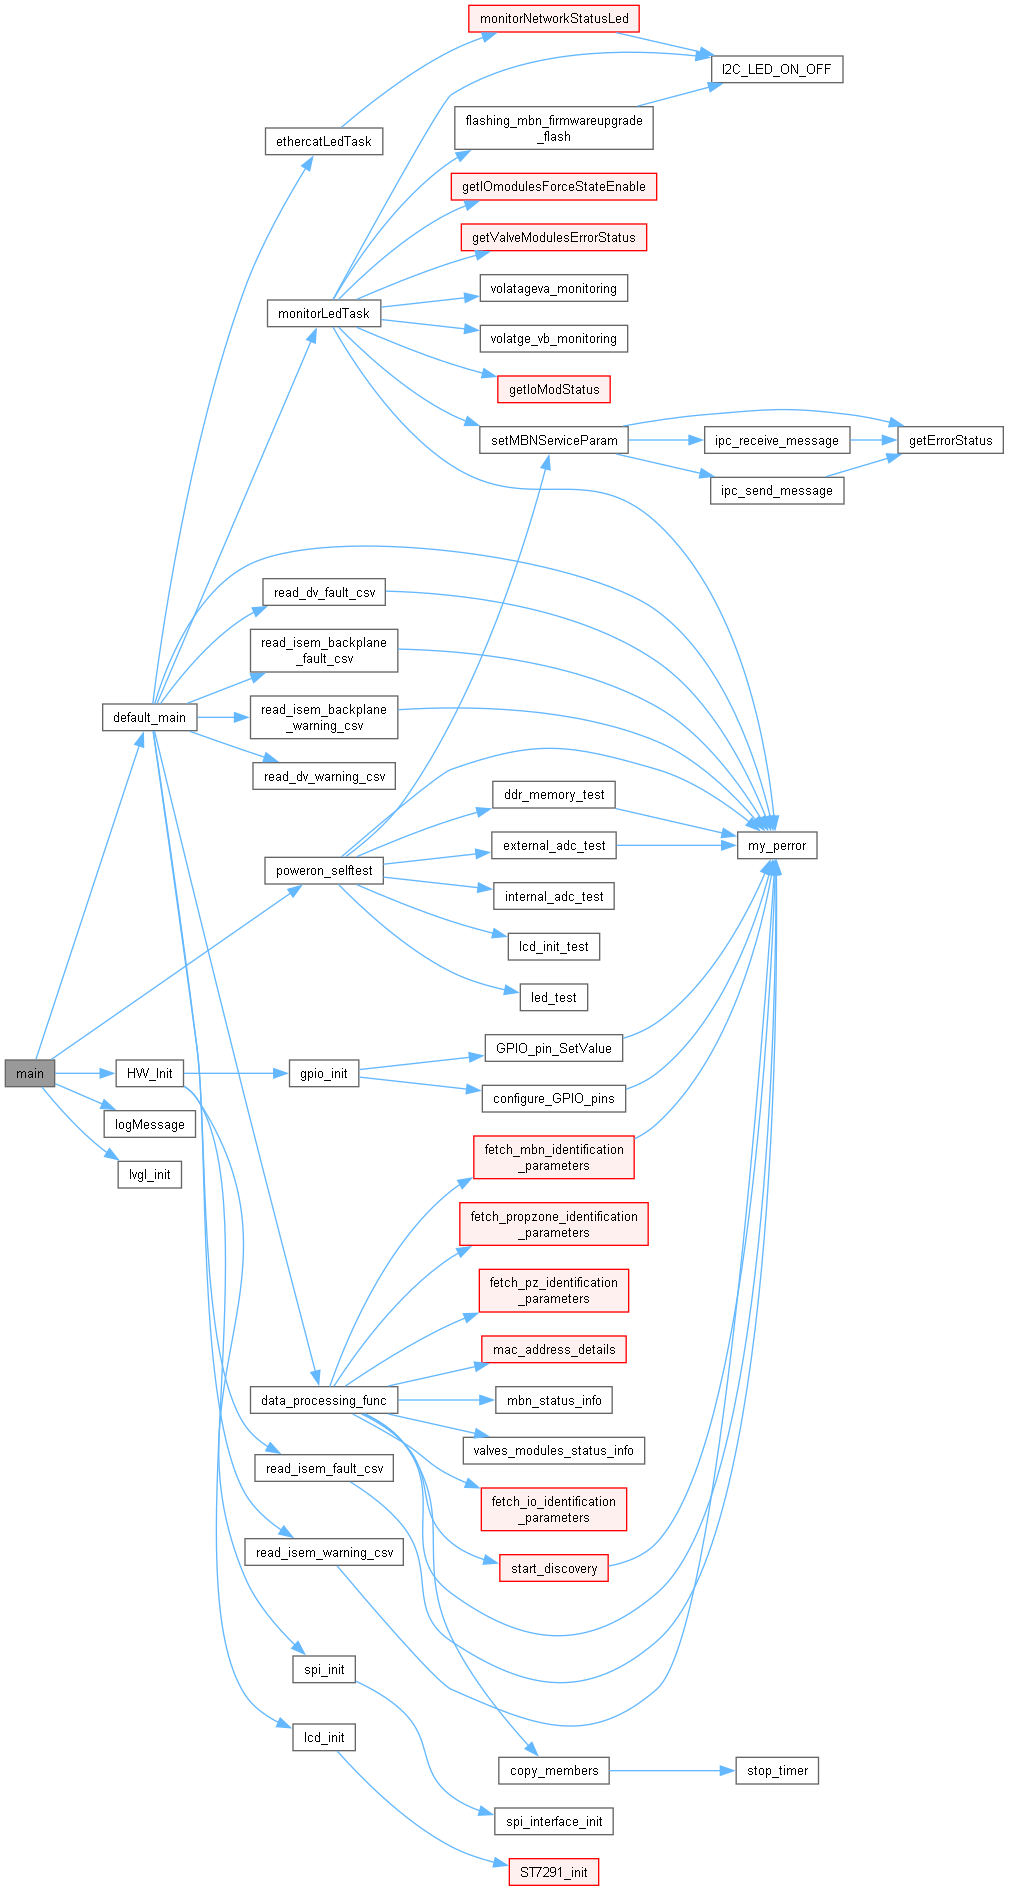 monitorNetworkStatusLed
I2C_LED_ON_OFF
flashing_mbn_firmwareupgrade
_flash
ethercatLedTask
getIOmodulesForceStateEnable
getValveModulesErrorStatus
volatageva_monitoring
monitorLedTask
volatge_vb_monitoring
getIoModStatus
setMBNServiceParam
ipc_receive_message
getErrorStatus
ipc_send_message
read_dv_fault_csv
read_isem_backplane
_fault_csv
default_main
read_isem_backplane
_warning_csv
read_dv_warning_csv
ddr_memory_test
external_adc_test
my_perror
poweron_selftest
internal_adc_test
lcd_init_test
led_test
GPIO_pin_SetValue
main
HW_Init
gpio_init
configure_GPIO_pins
logMessage
fetch_mbn_identification
_parameters
lvgl_init
fetch_propzone_identification
_parameters
fetch_pz_identification
_parameters
mac_address_details
data_processing_func
mbn_status_info
valves_modules_status_info
read_isem_fault_csv
fetch_io_identification
_parameters
read_isem_warning_csv
start_discovery
spi_init
lcd_init
copy_members
stop_timer
spi_interface_init
ST7291_init